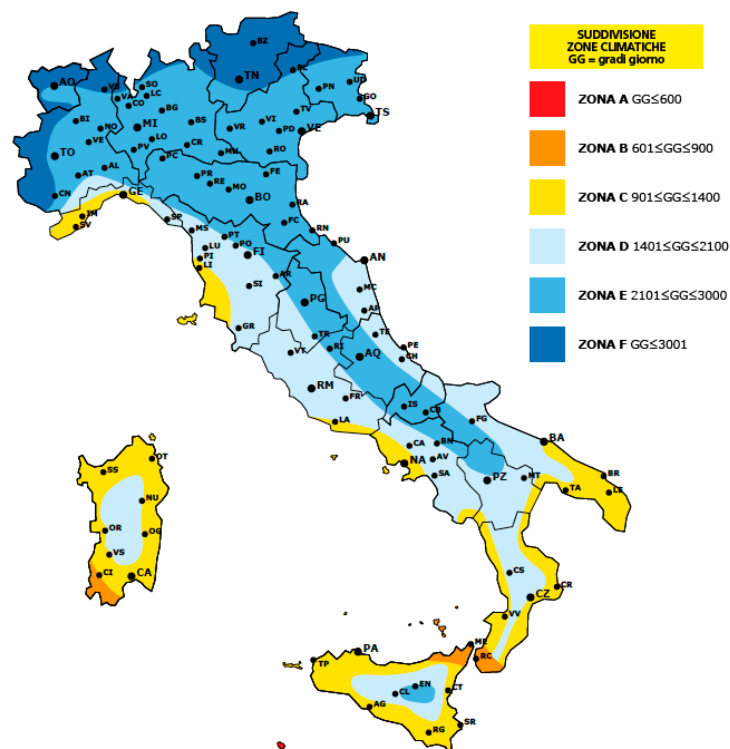 SUDDIVISIONE
ZONE CLIMATICHE
GG = gradi giorno
ZONA A GG≤600
ZONA B 601≤GG≤900
ZONA C 901≤GG≤1400
ZONA D 1401≤GG≤2100
ZONA E 2101≤GG≤3000
ZONA F GG≤3001
BZ
TN
AO
VB
SO
LC
VA
CO
BG
BI
NO
MI
BS
VE
LO
CR
PV
PC
TO
AT
AL
CN
VR
VI
TV
PD
VE
RO
PN
UD
GO
TS
MN
FE
PR
RE
MO
BO
RA
FC
RN
GE
IM
SV
SP
MS
PT
PO
LU
FI
PI
LI
AR
SI
GR
PU
AN
MC
AP
PG
TR
RI
AQ
TE
PE
CH
VT
RM
FR
LA
IS
CB
FG
CA
BN
AV
NA
SA
BA
PZ
MT
TA
BR
LE
CS
CR
CZ
VV
RC
ME
PA
TP
EN
CL
CT
AG
RG
SR
OT
SS
NU
OR
OG
VS
CI
CA